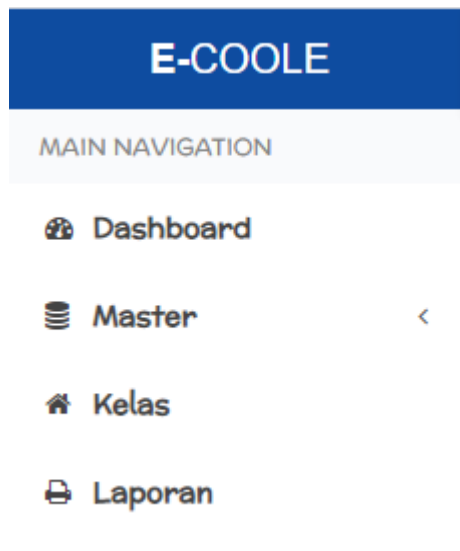 E-COOLE
MAIN NAVIGATION
Dashboard
Master
Kelas
Laporan